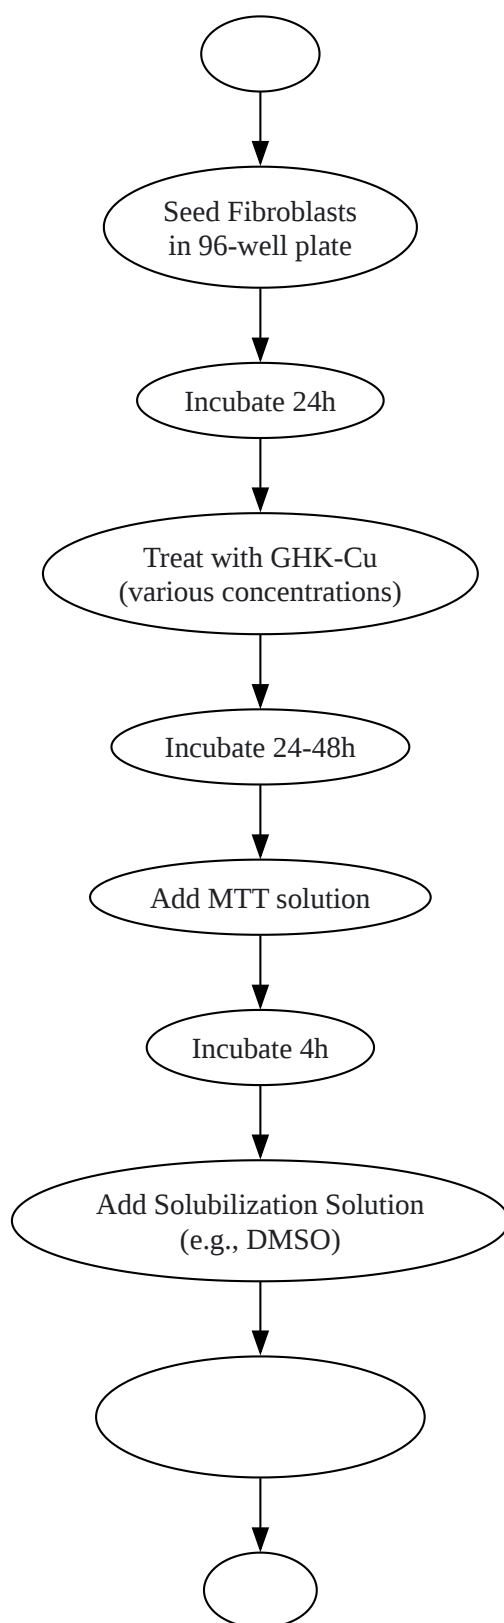 Seed Fibroblasts
in 96-well plate
Incubate 24h
Treat with GHK-Cu
(various concentrations)
Incubate 24-48h
Add MTT solution
Incubate 4h
Add Solubilization Solution
(e.g., DMSO)